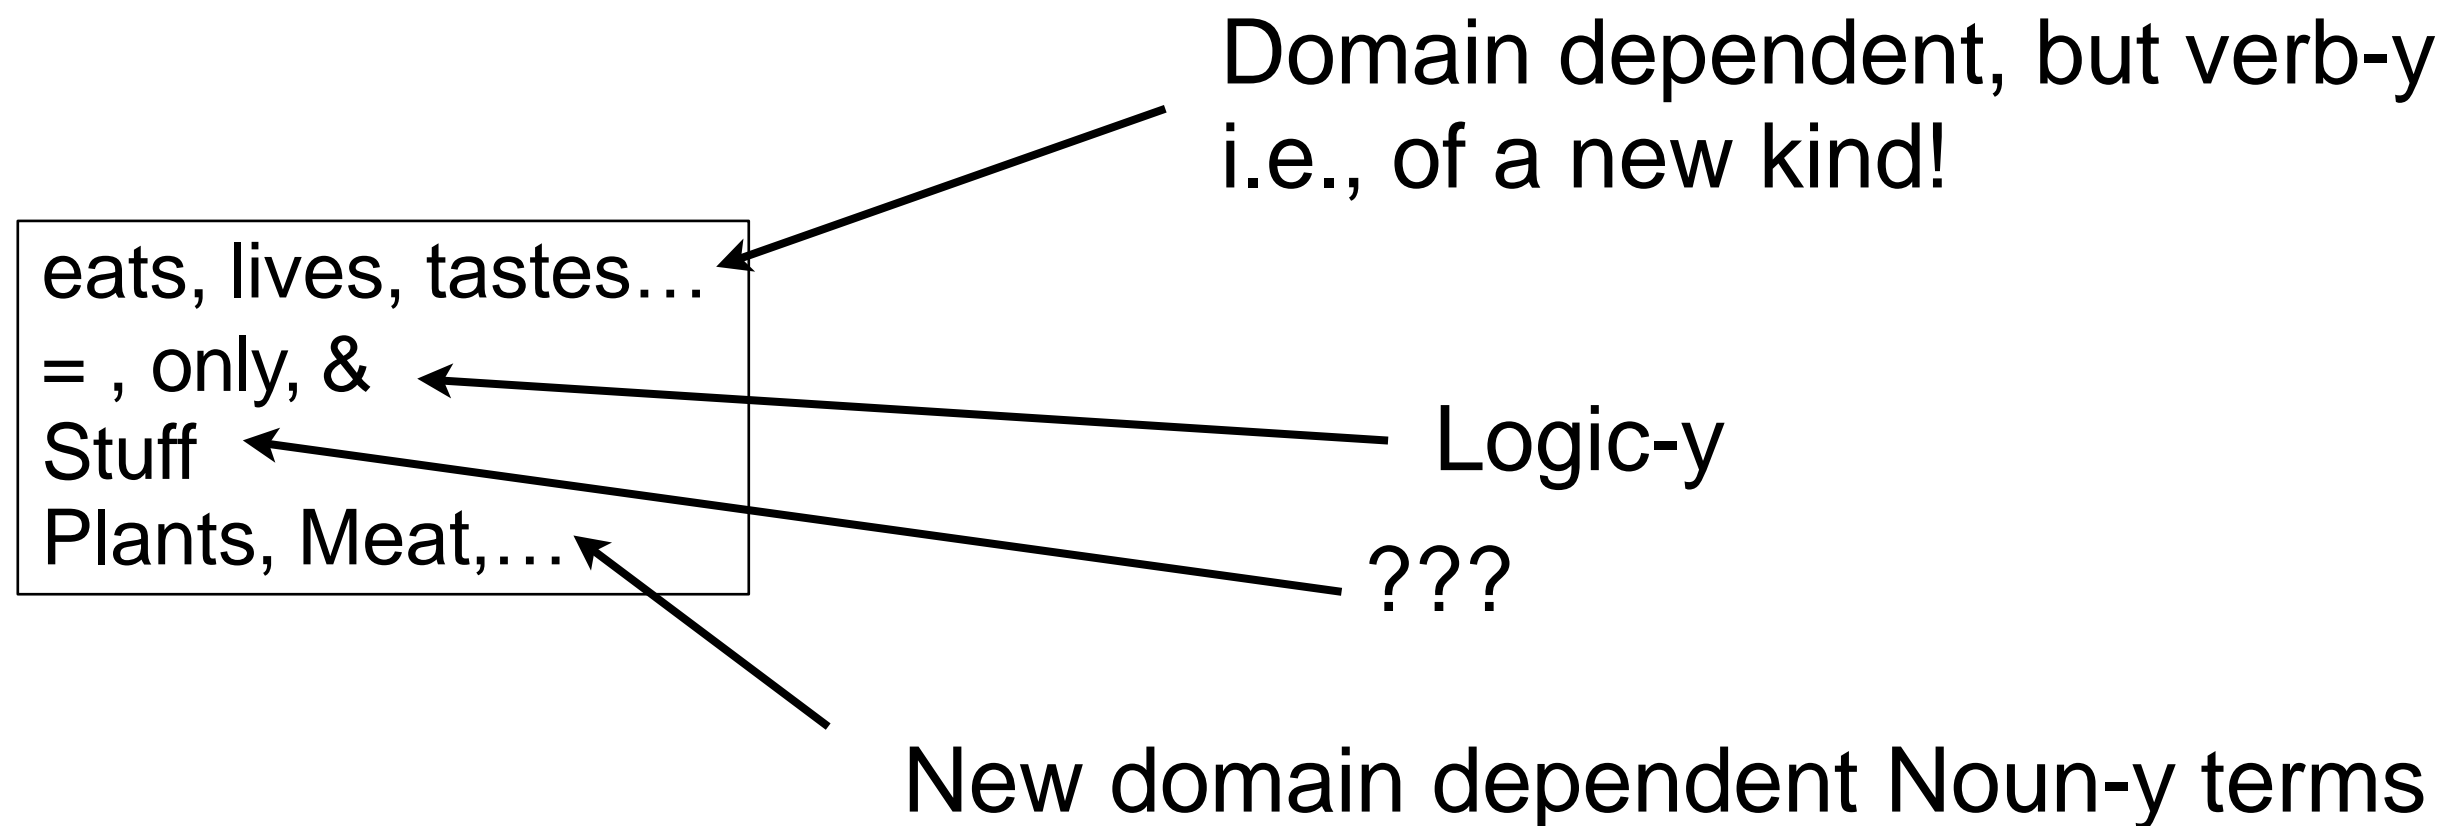 Domain dependent, but verb-y
i.e., of a new kind!
eats, lives, tastes…
= , only, &
Stuff
Plants, Meat,…
Logic-y
???
New domain dependent Noun-y terms